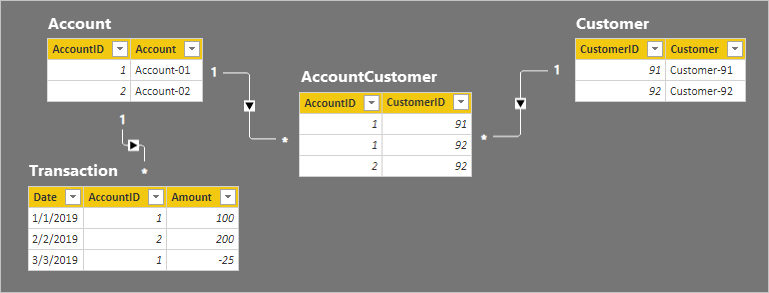 Account
AccountID Account
1 Account-01
2 Account-02
1
1
*
AccountCustomer
AccountID CustomerID
1 91
1 92
2 92
*
1
Customer
CustomerID Customer
91 Customer-91
92 Customer-92
Transaction
*
Date AccountID Amount
1/1/2019 1 100
2/2/2019 2 200
3/3/2019 1 -25